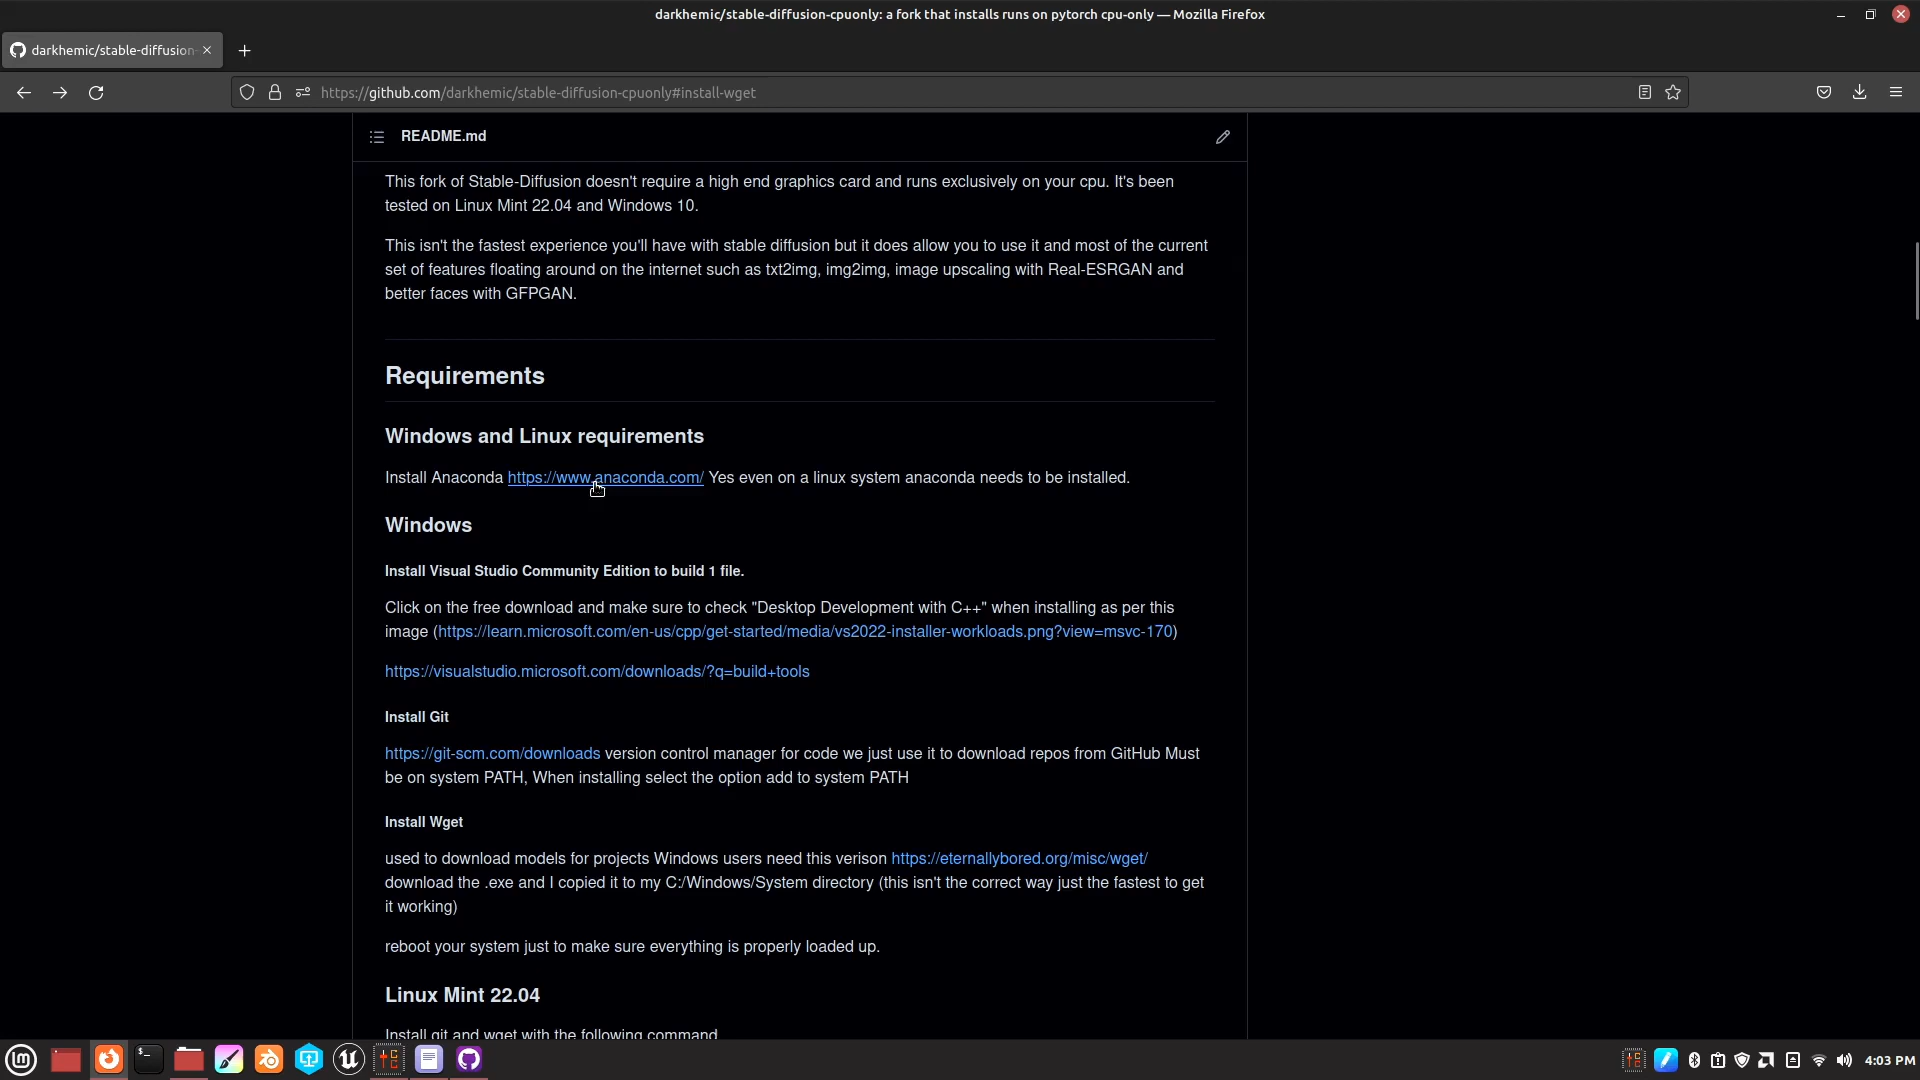 darkhemic/stable-diffusion-cpuonly: a fork that installs runs on pytorch cpu-only — Mozilla Firefox
darkhemic/stable-diffusion-
https://github.com/darkhemic/stable-diffusion-cpuonly#install-wget
README.md
This fork of Stable-Diffusion doesn't require a high end graphics card and runs exclusively on your cpu. It's been
tested on Linux Mint 22.04 and Windows 10.
This isn't the fastest experience you'll have with stable diffusion but it does allow you to use it and most of the current
set of features floating around on the internet such as txt2img, img2img, image upscaling with Real-ESRGAN and
better faces with GFPGAN.
Requirements
Windows and Linux requirements
Install Anaconda https://www.anaconda.com/ Yes even on a linux system anaconda needs to be installed.
Windows
Install Visual Studio Community Edition to build 1 file.
Click on the free download and make sure to check "Desktop Development with C++" when installing as per this
image (https://learn.microsoft.com/en-us/cpp/get-started/media/vs2022-installer-workloads.png?view=msvc-170)
https://visualstudio.microsoft.com/downloads/?q=build+tools
Install Git
https://git-scm.com/downloads version control manager for code we just use it to download repos from GitHub Must
be on system PATH, When installing select the option add to system PATH
Install Wget
used to download models for projects Windows users need this verison https://eternallybored.org/misc/wget/
download the .exe and I copied it to my C:/Windows/System directory (this isn't the correct way just the fastest to get
it working)
reboot your system just to make sure everything is properly loaded up.
Linux Mint 22.04
Install git and wget with the following command
4:03 PM